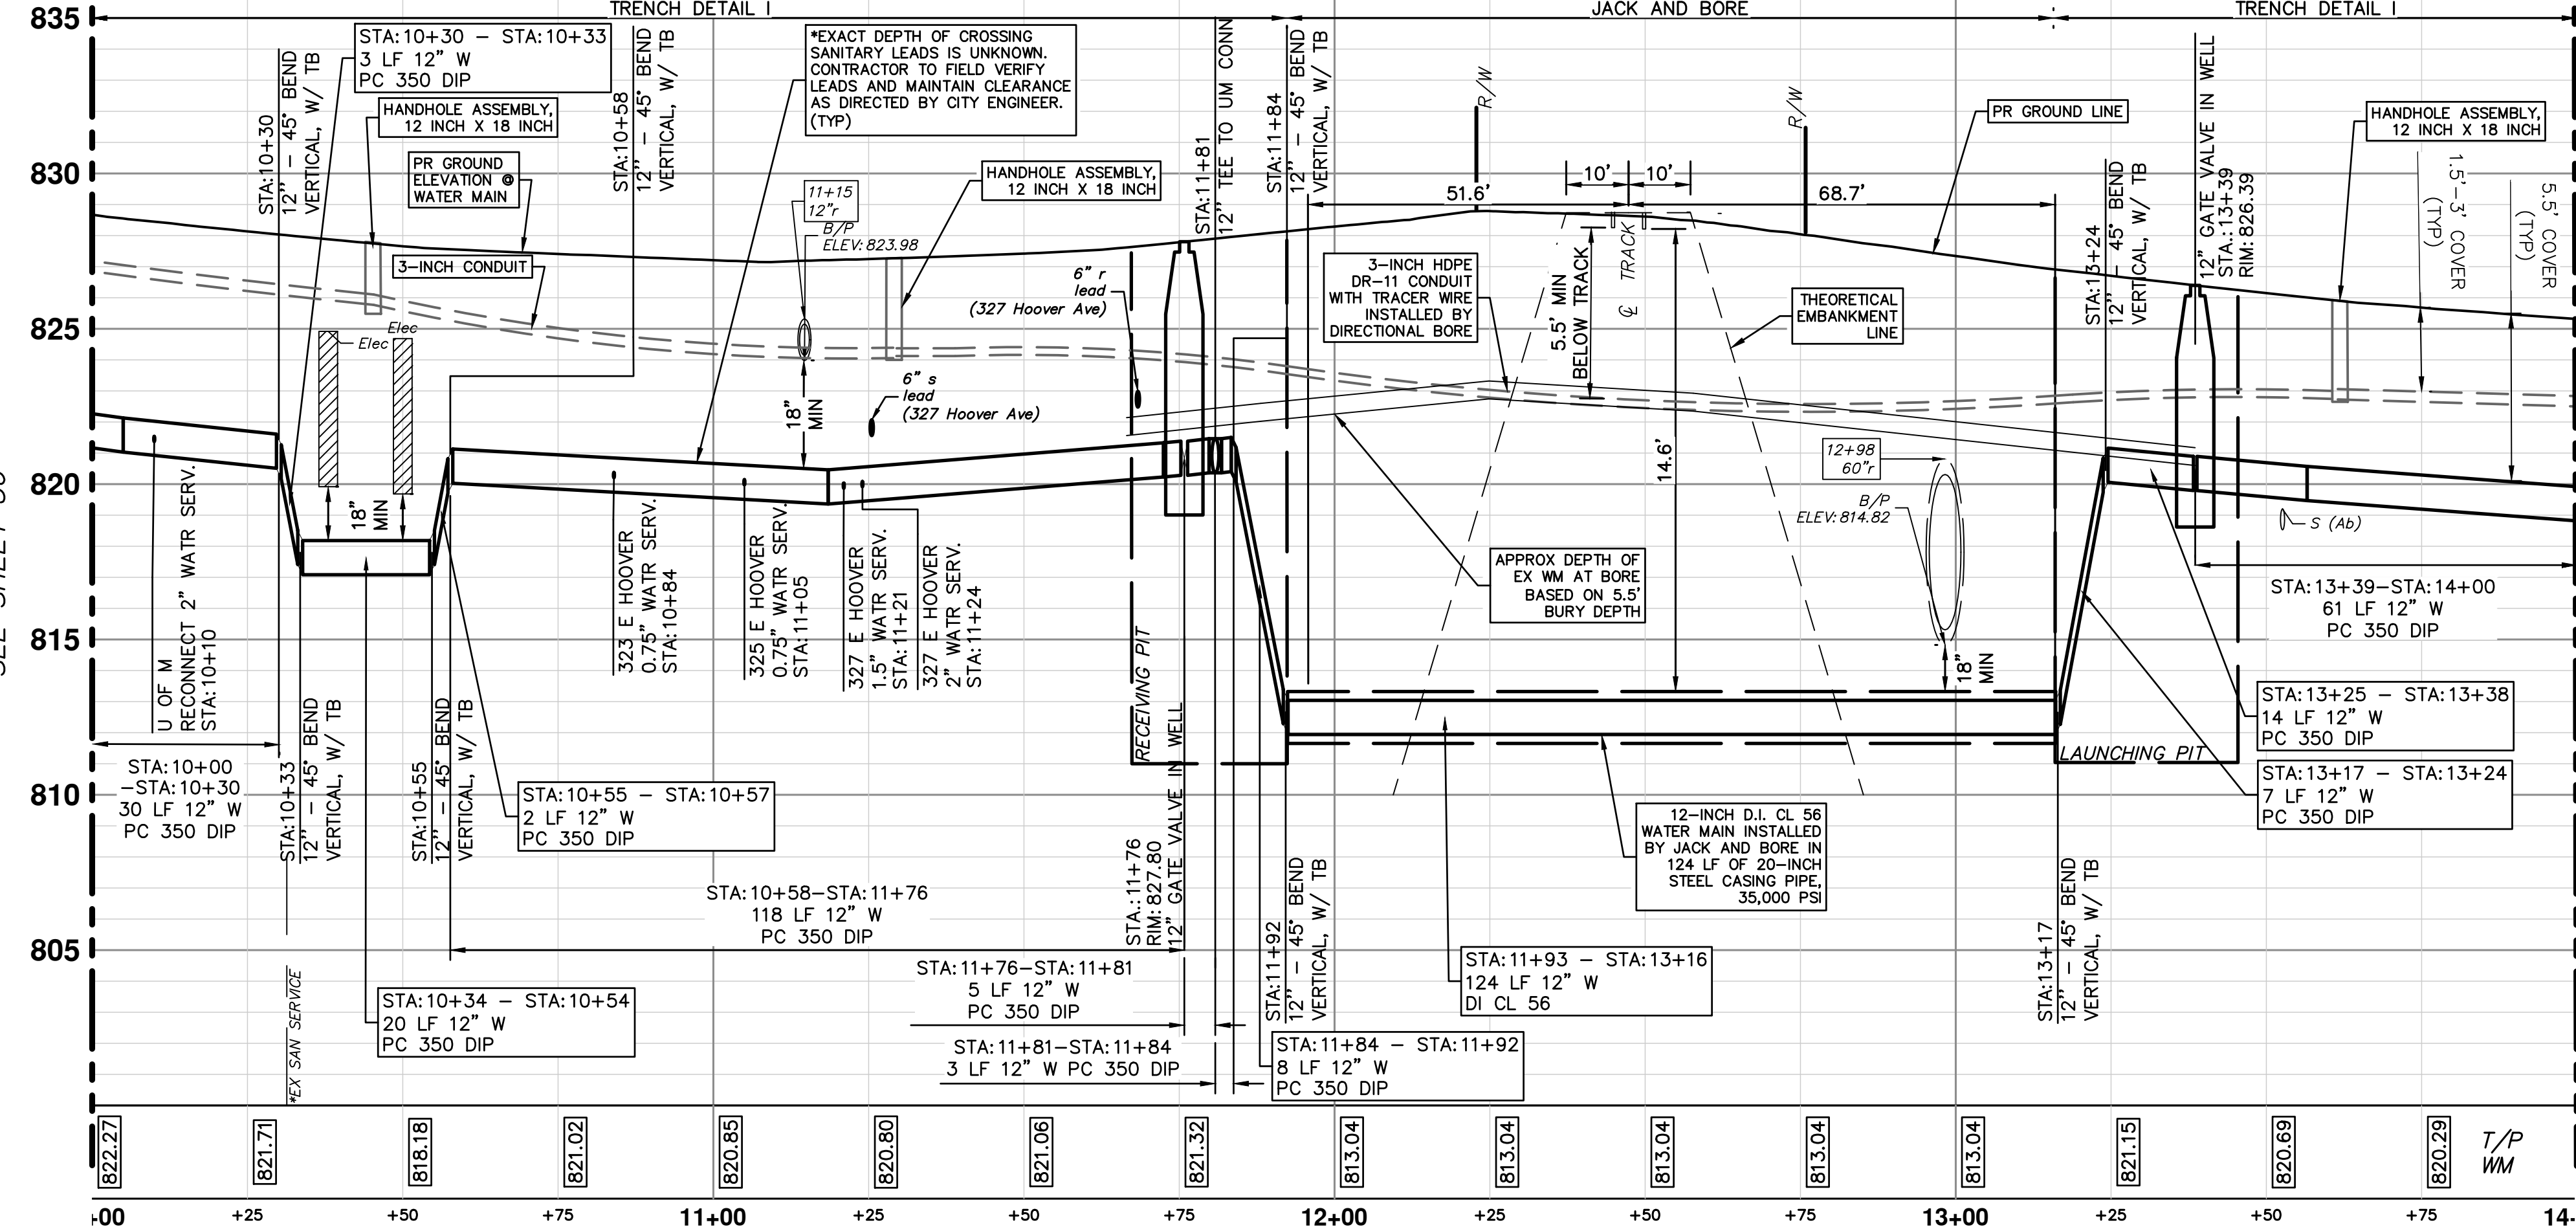 TRENCH DETAIL I
JACK AND BORE
TRENCH DETAIL I
835
830
825
820
815
810
805
STA:10+30 – STA:10+33
3 LF 12” W
PC 350 DIP
HANDHOLE ASSEMBLY,
12 INCH X 18 INCH
PR GROUND
ELEVATION @
WATER MAIN
3–INCH CONDUIT
STA:10+30
12” – 45° BEND
VERTICAL, W/ TB
STA:10+58
12” – 45° BEND
VERTICAL, W/ TB
*EXACT DEPTH OF CROSSING
SANITARY LEADS IS UNKNOWN.
CONTRACTOR TO FIELD VERIFY
LEADS AND MAINTAIN CLEARANCE
AS DIRECTED BY CITY ENGINEER.
(TYP)
11+15
12”r
B/P
ELEV:823.98
HANDHOLE ASSEMBLY,
12 INCH X 18 INCH
6” r
lead
(327 Hoover Ave)
6” s
lead
(327 Hoover Ave)
STA:11+81
12” TEE TO UM CONN
STA:11+84
12” – 45° BEND
VERTICAL, W/ TB
R/W
R/W
10’
10’
51.6’
68.7’
PR GROUND LINE
3–INCH HDPE
DR–11 CONDUIT
WITH TRACER WIRE
INSTALLED BY
DIRECTIONAL BORE
5.5’ MIN
BELOW TRACK
℄ TRACK
THEORETICAL
EMBANKMENT
LINE
STA:13+24
12” – 45° BEND
VERTICAL, W/ TB
12” GATE VALVE IN WELL
STA.:13+39
RIM:826.39
HANDHOLE ASSEMBLY,
12 INCH X 18 INCH
1.5’–3’ COVER
(TYP)
5.5’ COVER
(TYP)
Elec
Elec
18”
MIN
18”
MIN
14.6’
12+98
60”r
B/P
ELEV:814.82
18”
MIN
S (Ab)
U OF M
RECONNECT 2” WATR SERV.
STA:10+10
323 E HOOVER
0.75” WATR SERV.
STA:10+84
325 E HOOVER
0.75” WATR SERV.
STA:11+05
327 E HOOVER
1.5” WATR SERV.
STA:11+21
327 E HOOVER
2” WATR SERV.
STA:11+24
APPROX DEPTH OF
EX WM AT BORE
BASED ON 5.5’
BURY DEPTH
RECEIVING PIT
LAUNCHING PIT
STA:13+39–STA:14+00
61 LF 12” W
PC 350 DIP
STA:13+25 – STA:13+38
14 LF 12” W
PC 350 DIP
STA:13+17 – STA:13+24
7 LF 12” W
PC 350 DIP
STA:10+00
–STA:10+30
30 LF 12” W
PC 350 DIP
STA:10+33
12” – 45° BEND
VERTICAL, W/ TB
STA:10+55
12” – 45° BEND
VERTICAL, W/ TB
STA:10+55 – STA:10+57
2 LF 12” W
PC 350 DIP
STA:10+58–STA:11+76
118 LF 12” W
PC 350 DIP
STA.:11+76
RIM:827.80
12” GATE VALVE IN WELL
12–INCH D.I. CL 56
WATER MAIN INSTALLED
BY JACK AND BORE IN
124 LF OF 20–INCH
STEEL CASING PIPE,
35,000 PSI
STA:11+92
12” – 45° BEND
VERTICAL, W/ TB
STA:13+17
12” – 45° BEND
VERTICAL, W/ TB
STA:11+93 – STA:13+16
124 LF 12” W
DI CL 56
STA:11+76–STA:11+81
5 LF 12” W
PC 350 DIP
STA:11+81–STA:11+84
3 LF 12” W PC 350 DIP
STA:11+84 – STA:11+92
8 LF 12” W
PC 350 DIP
*EX SAN SERVICE
STA:10+34 – STA:10+54
20 LF 12” W
PC 350 DIP
822.27 821.71 818.18 821.02 820.85 820.80 821.06 821.32 813.04 813.04 813.04 813.04 813.04 821.15 820.69 820.29
T/P
WM
+00 +25 +50 +75 11+00 +25 +50 +75 12+00 +25 +50 +75 13+00 +25 +50 +75 14